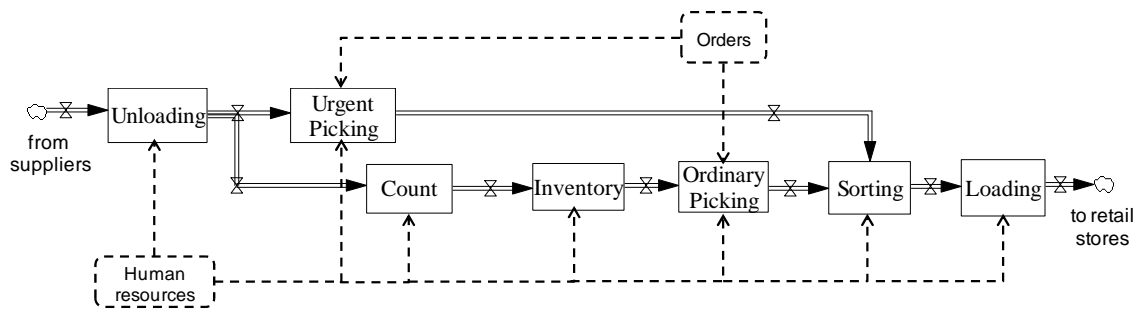 Orders
Unloading
Urgent
Picking
from
suppliers
Count
Inventory
Ordinary
Picking
Sorting
Loading
to retail
stores
Human
resources